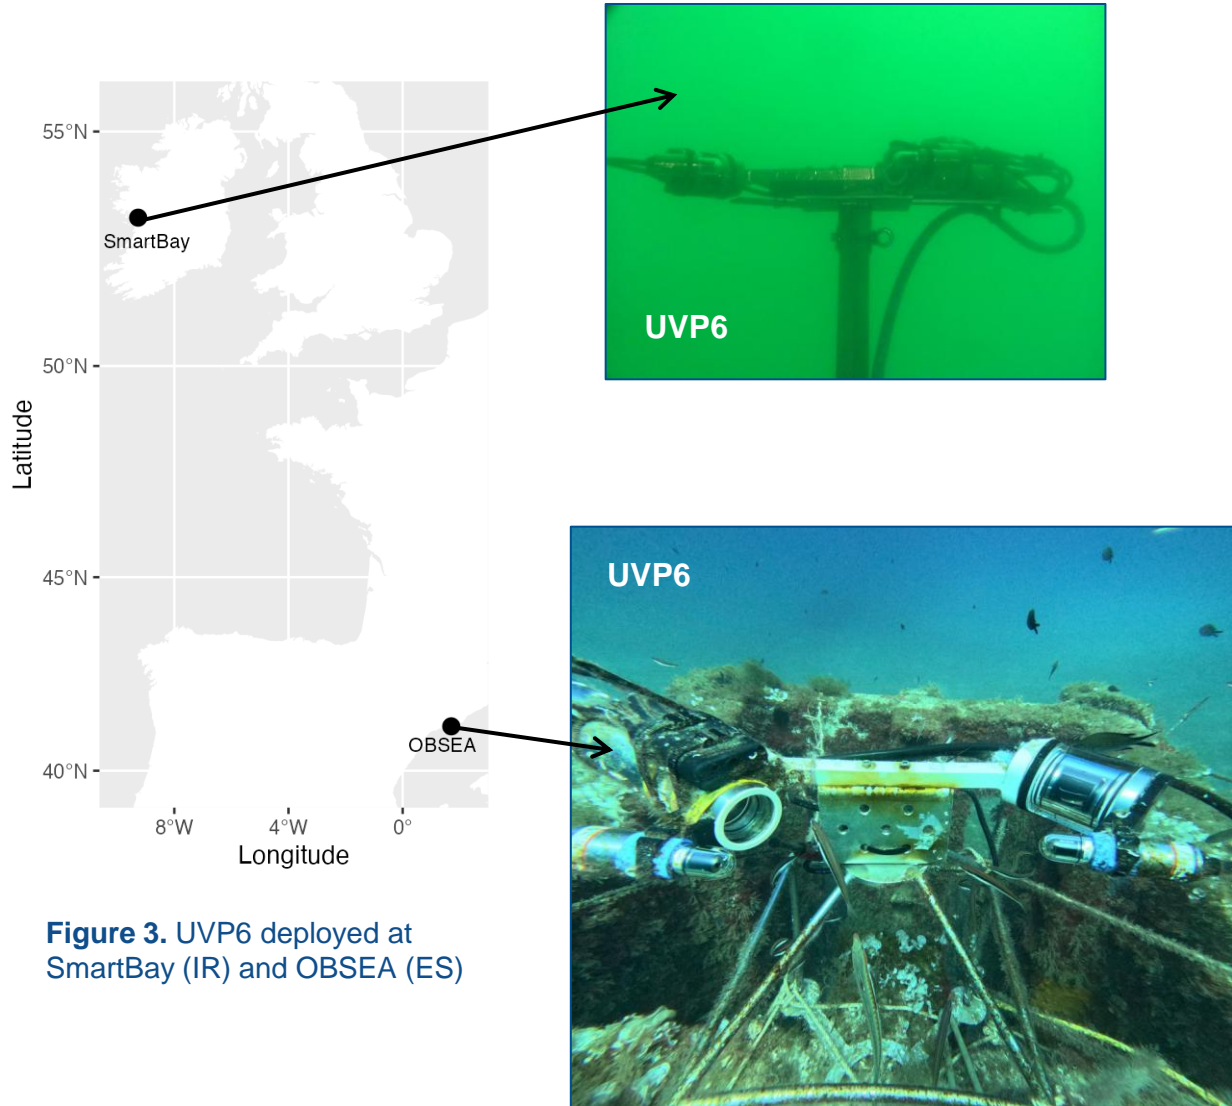 55°N
50°N
45°N
40°N
Latitude
SmartBay
OBSEA
8°W 4°W 0°
Longitude
UVP6
UVP6
Figure 3. UVP6 deployed at
SmartBay (IR) and OBSEA (ES)